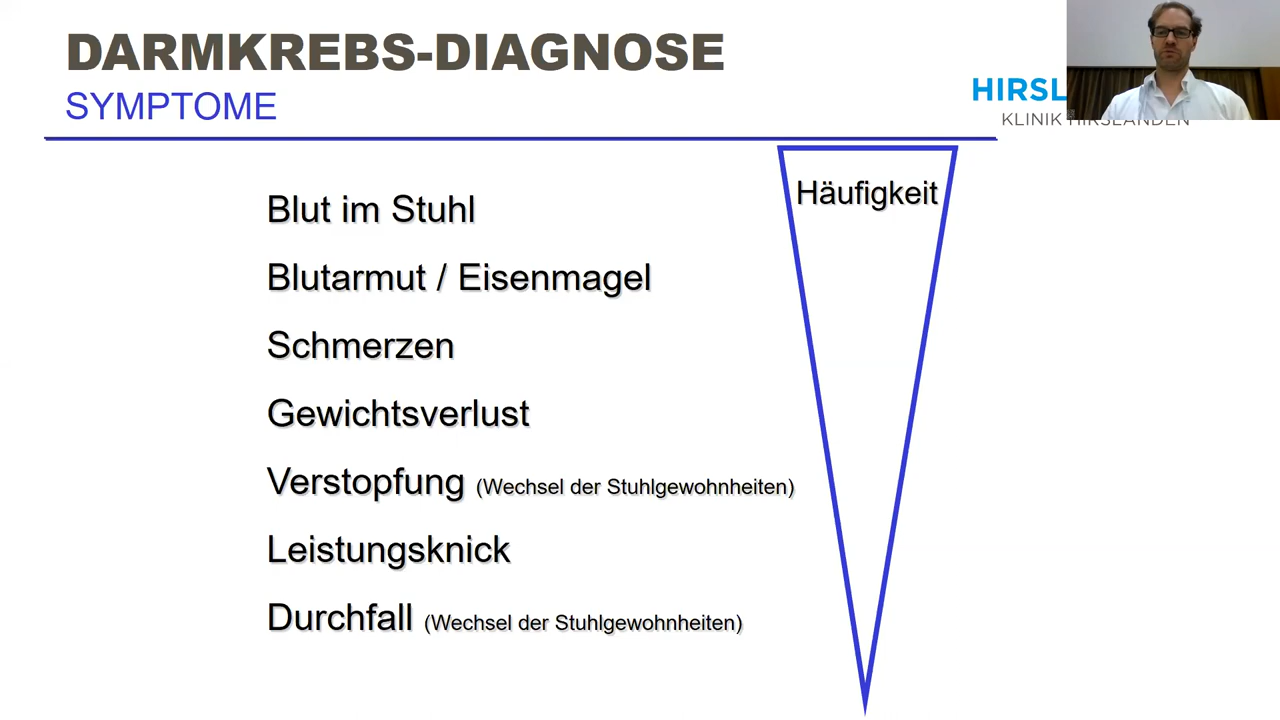 DARMKREBS-DIAGNOSE
SYMPTOME
HIRSL
KLINIK HIRSLANDEN
Häufigkeit
Blut im Stuhl
Blutarmut / Eisenmagel
Schmerzen
Gewichtsverlust
Verstopfung (Wechsel der Stuhlgewohnheiten)
Leistungsknick
Durchfall (Wechsel der Stuhlgewohnheiten)